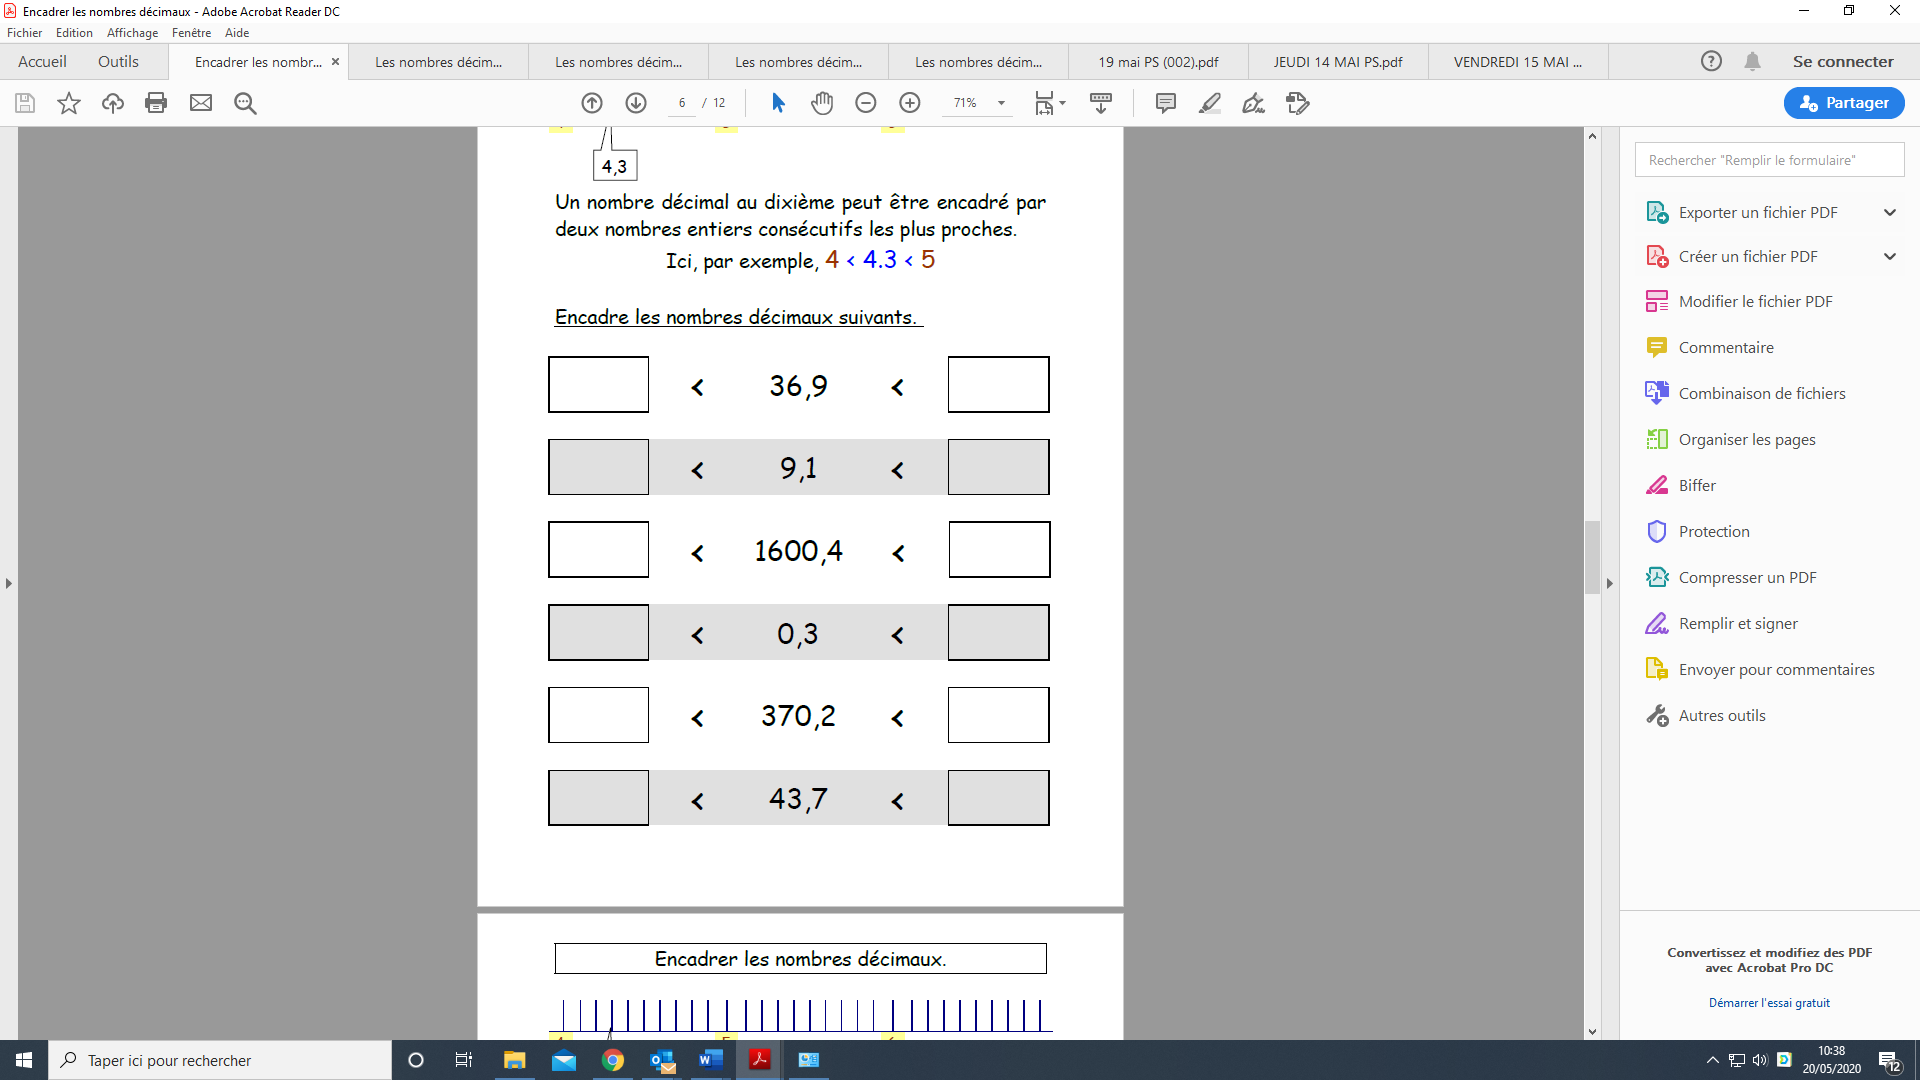 Encadrer les nombres décimaux - Adobe Acrobat Reader DC
Fichier Edition Affichage Fenêtre Aide
Accueil Outils Encadrer les nombr... × Les nombres décim... Les nombres décim... Les nombres décim... Les nombres décim... 19 mai PS (002).pdf JEUDI 14 MAI PS.pdf VENDREDI 15 MAI ... Se connecter
6 / 12 71% Partager
4,3
Un nombre décimal au dixième peut être encadré par
deux nombres entiers consécutifs les plus proches.
Ici, par exemple, 4 < 4.3 < 5
Encadre les nombres décimaux suivants.
< 36,9 <
< 9,1 <
< 1600,4 <
< 0,3 <
< 370,2 <
< 43,7 <
Encadrer les nombres décimaux.
Rechercher "Remplir le formulaire"
Exporter un fichier PDF
Créer un fichier PDF
Modifier le fichier PDF
Commentaire
Combinaison de fichiers
Organiser les pages
Biffer
Protection
Compresser un PDF
Remplir et signer
Envoyer pour commentaires
Autres outils
Convertissez et modifiez des PDF
avec Acrobat Pro DC
Démarrer l'essai gratuit
Taper ici pour rechercher
10:38
20/05/2020
12